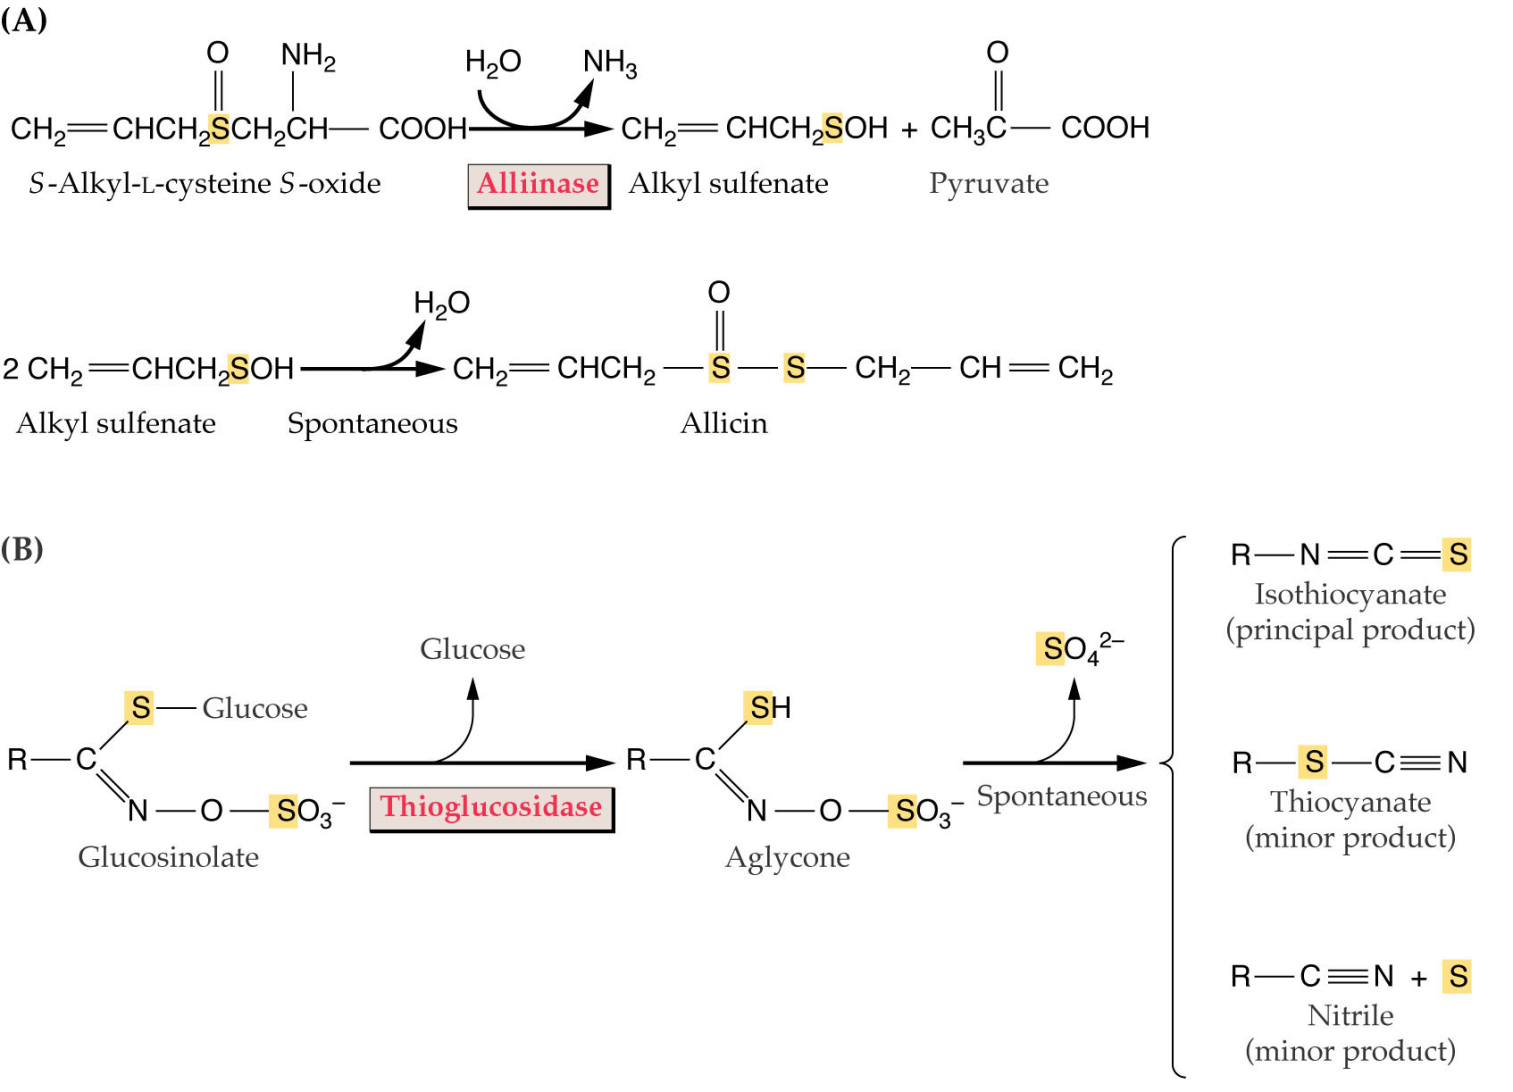 (A)
O NH₂ H₂O NH₃ O
CH₂=CHCH₂SCH₂CH—COOH CH₂=CHCH₂SOH + CH₃C—COOH
S-Alkyl-L-cysteine S-oxide Alliinase Alkyl sulfenate Pyruvate
H₂O O
2 CH₂=CHCH₂SOH CH₂=CHCH₂—S—S—CH₂—CH=CH₂
Alkyl sulfenate Spontaneous Allicin
(B)
R—N=C=S
Isothiocyanate
(principal product)
Glucose SO₄²⁻
S—Glucose SH
R—C R—C R—S—C≡N
Thioglucosidase Spontaneous Thiocyanate
N—O—SO₃⁻ N—O—SO₃⁻ (minor product)
Glucosinolate Aglycone
R—C≡N + S
Nitrile
(minor product)